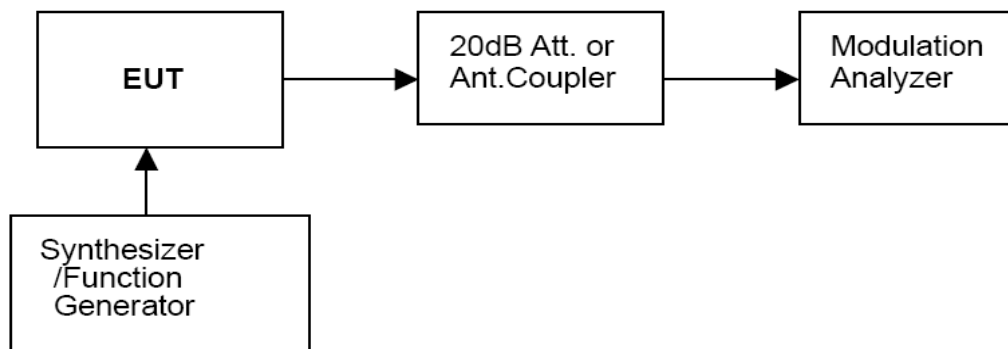 EUT
20dB Att. or
Ant.Coupler
Modulation
Analyzer
Synthesizer
/Function
Generator